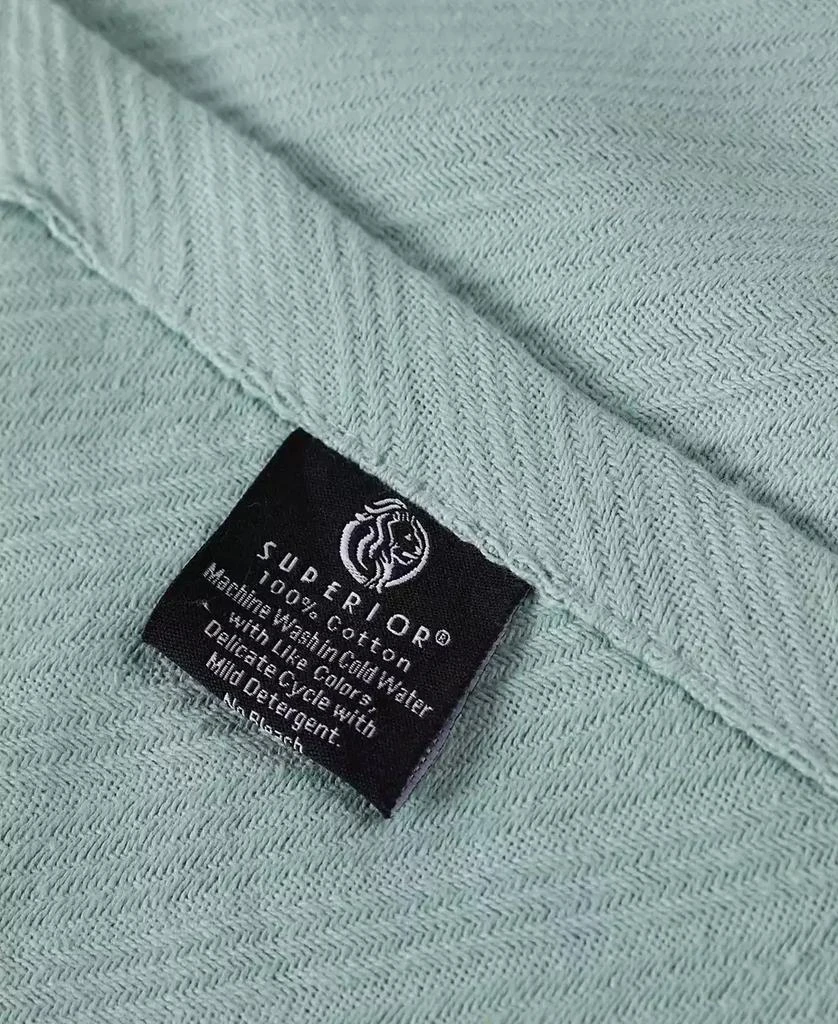 SUPERIOR®
100% Cotton
Machine Wash in Cold Water
with Like Colors,
Delicate Cycle with
Mild Detergent.
No Bleach